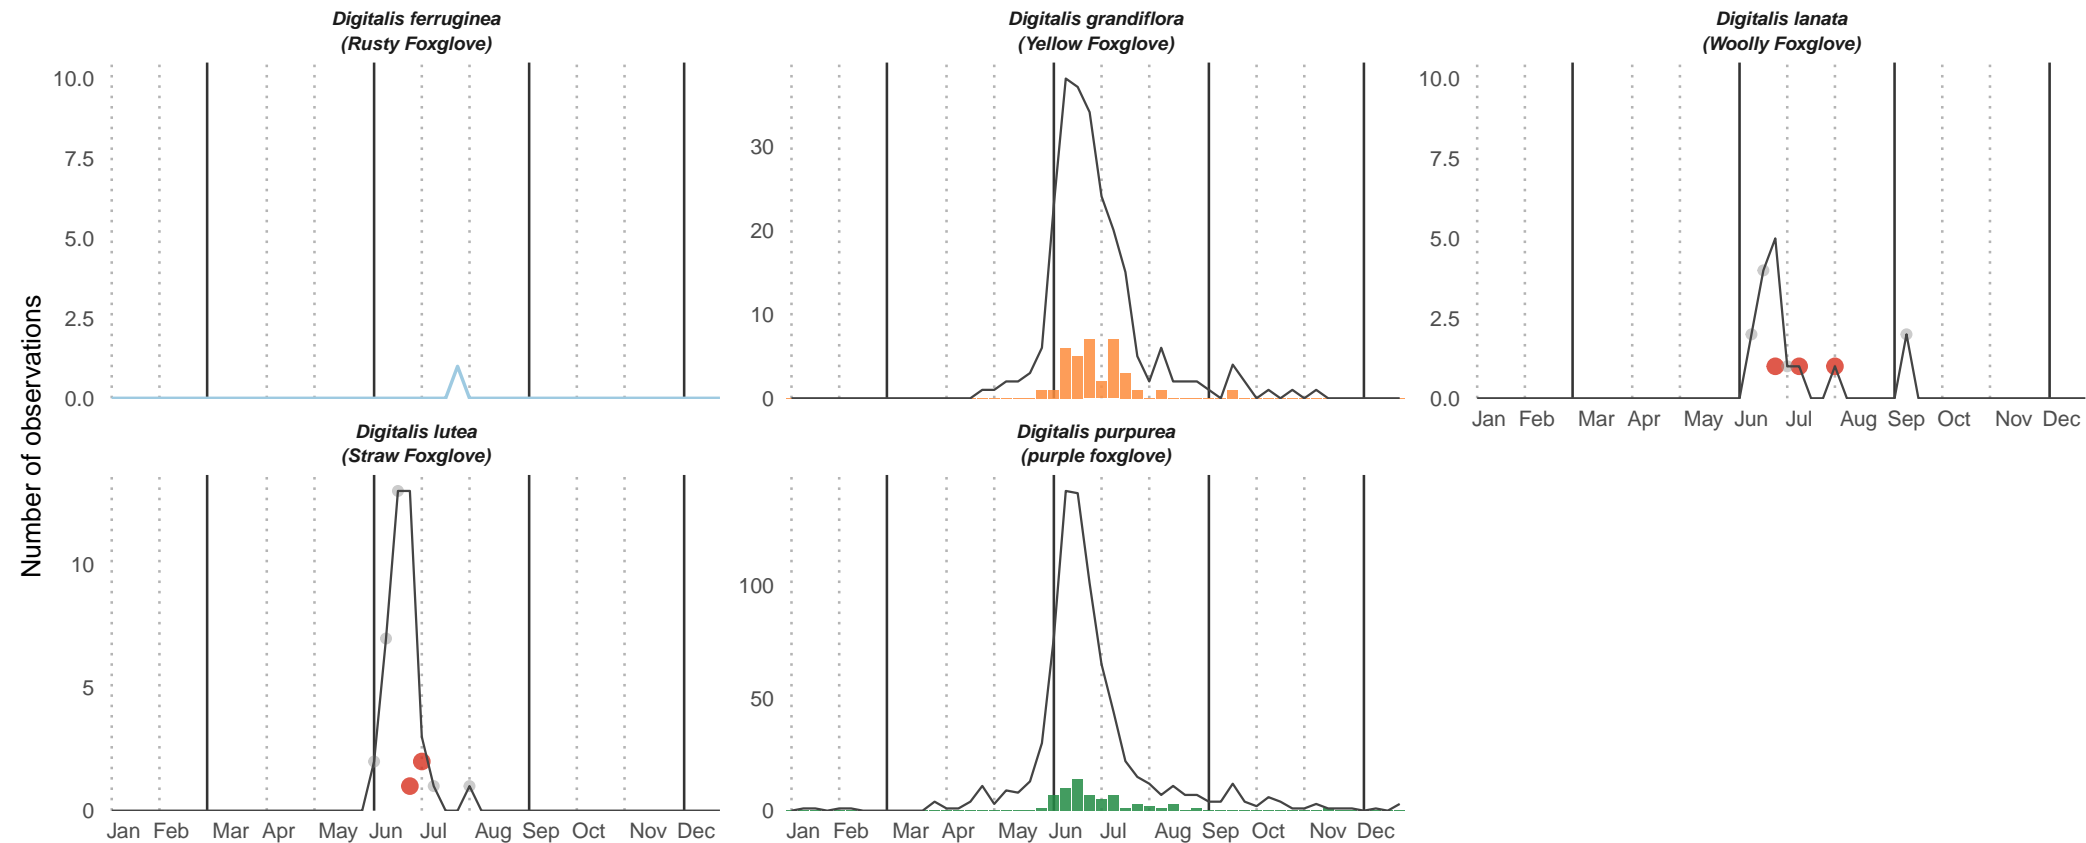 Number of observations
Digitalis ferruginea
(Rusty Foxglove)
10.0
7.5
5.0
2.5
0.0
Digitalis grandiflora
(Yellow Foxglove)
30
20
10
0
Digitalis lanata
(Woolly Foxglove)
10.0
7.5
5.0
2.5
0.0
Jan Feb Mar Apr May Jun Jul Aug Sep Oct Nov Dec
Digitalis lutea
(Straw Foxglove)
10
5
0
Jan Feb Mar Apr May Jun Jul Aug Sep Oct Nov Dec
Digitalis purpurea
(purple foxglove)
100
50
0
Jan Feb Mar Apr May Jun Jul Aug Sep Oct Nov Dec